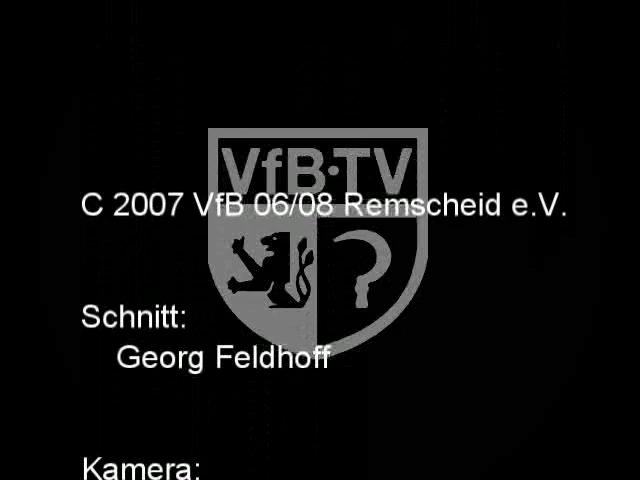 VfB·TV
C 2007 VfB 06/08 Remscheid e.V.
Schnitt:
Georg Feldhoff
Kamera: